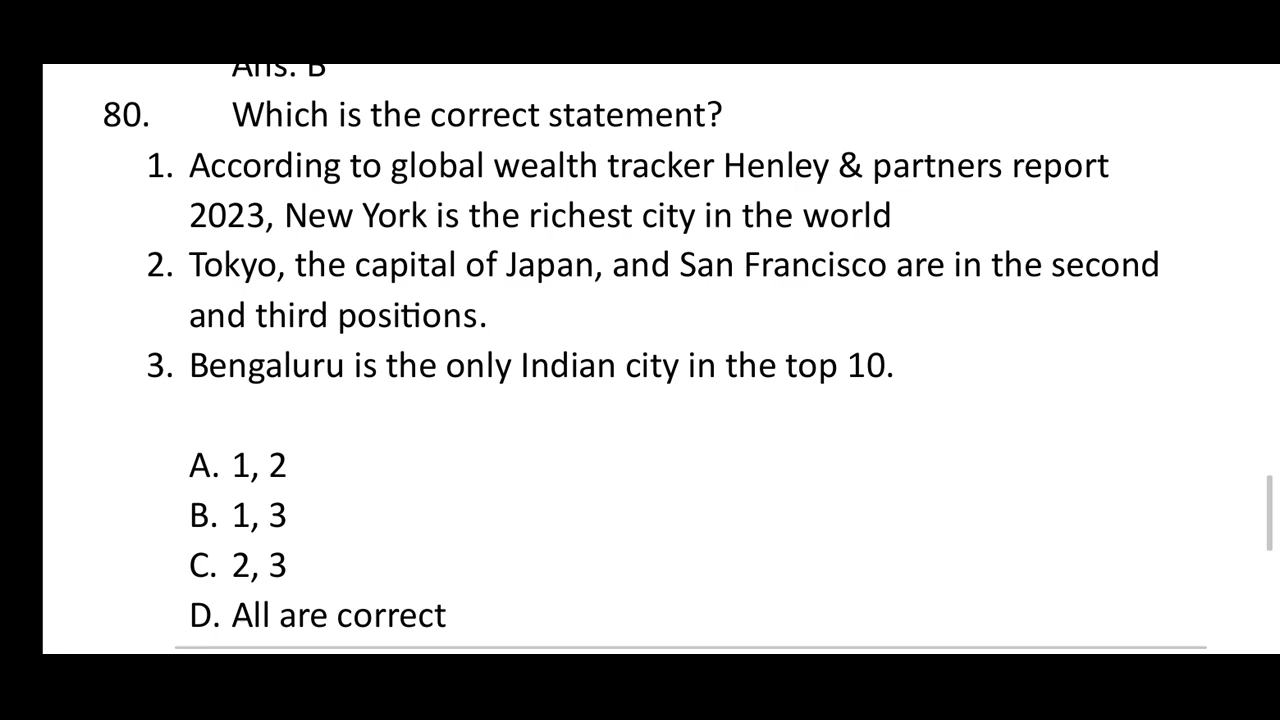 Ans. B
80. Which is the correct statement?
1. According to global wealth tracker Henley & partners report
2023, New York is the richest city in the world
2. Tokyo, the capital of Japan, and San Francisco are in the second
and third positions.
3. Bengaluru is the only Indian city in the top 10.
A. 1, 2
B. 1, 3
C. 2, 3
D. All are correct